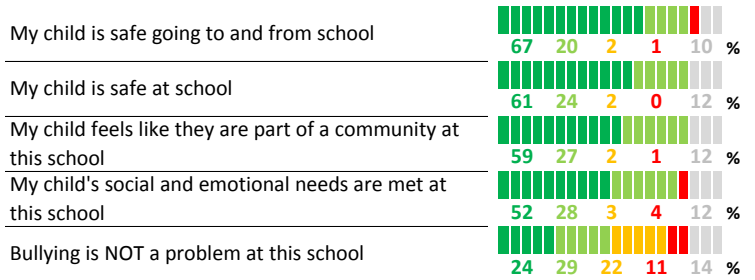 My child is safe going to and from school
67 20 2 1 10 %
My child is safe at school
61 24 2 0 12 %
My child feels like they are part of a community at
this school
59 27 2 1 12 %
My child's social and emotional needs are met at
this school
52 28 3 4 12 %
Bullying is NOT a problem at this school
24 29 22 11 14 %